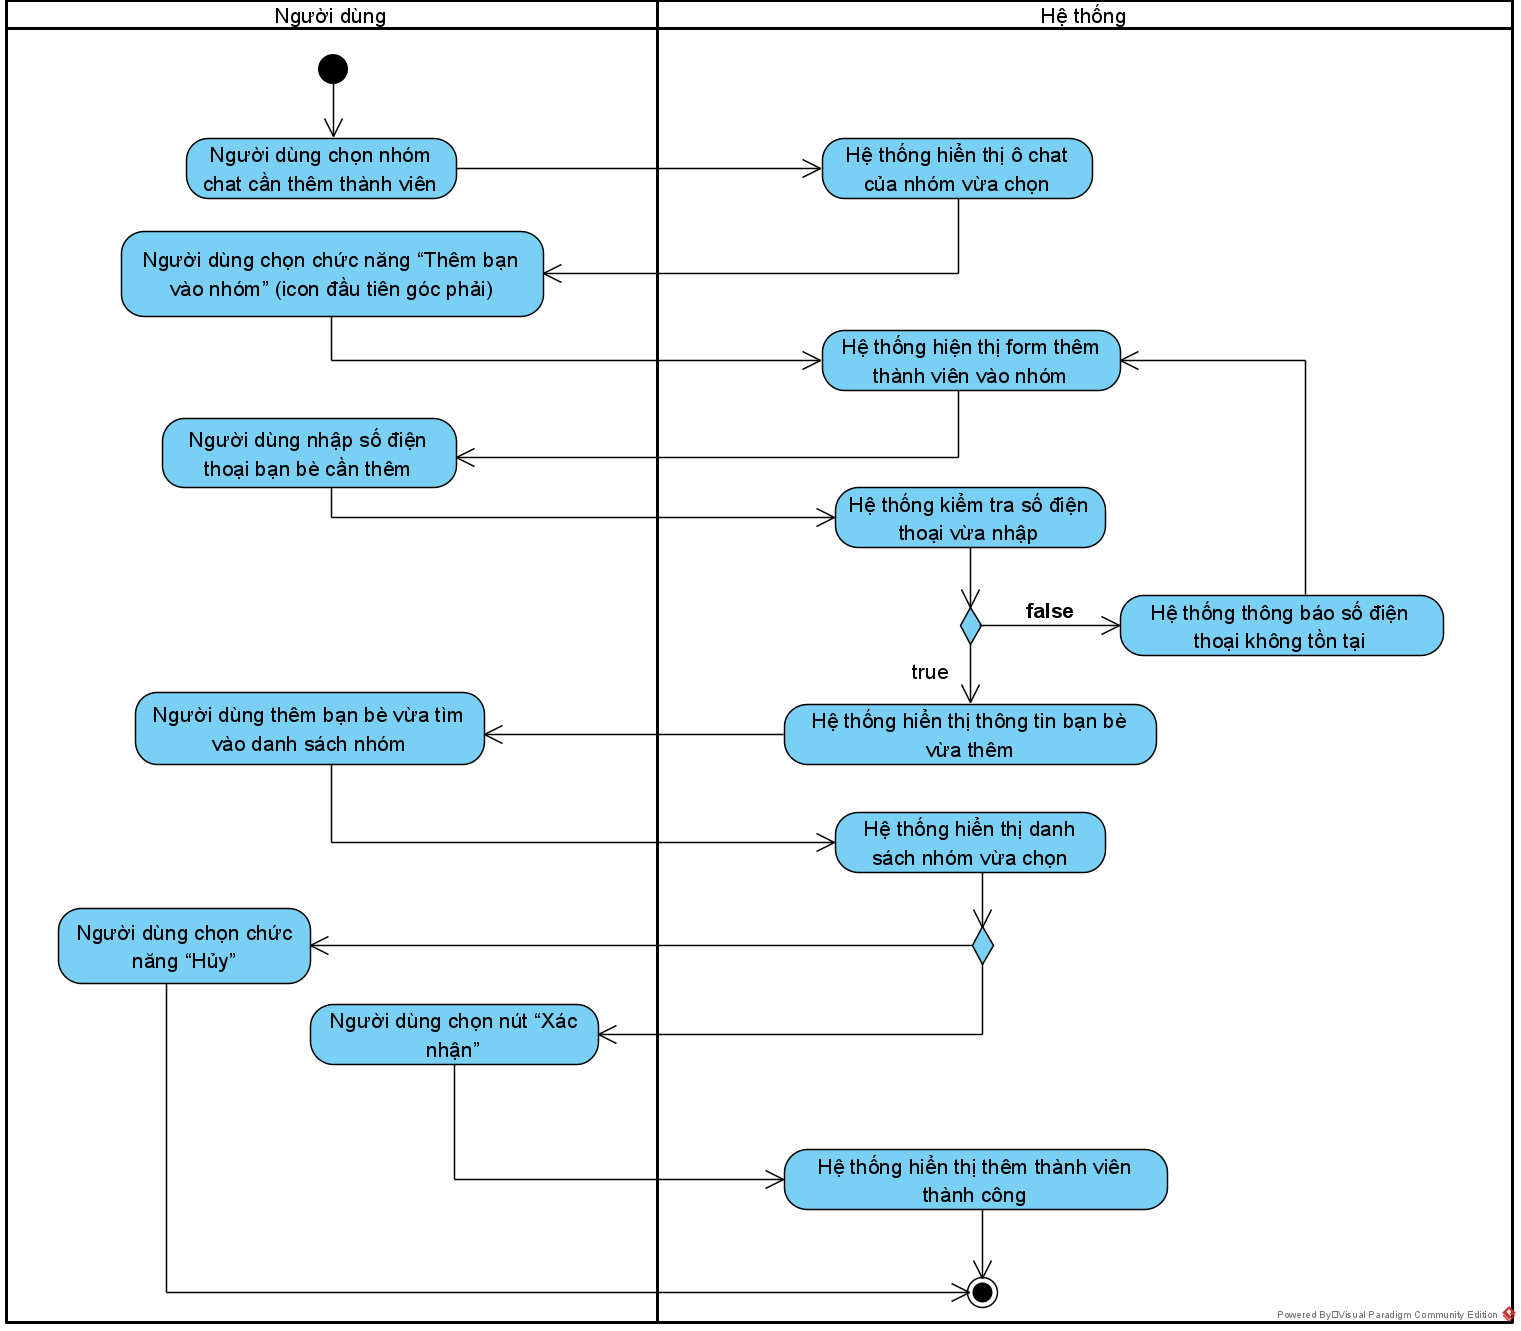 Người dùng
Hệ thống
Người dùng chọn nhóm
chat cần thêm thành viên
Hệ thống hiển thị ô chat
của nhóm vừa chọn
Người dùng chọn chức năng “Thêm bạn
vào nhóm” (icon đầu tiên góc phải)
Hệ thống hiện thị form thêm
thành viên vào nhóm
Người dùng nhập số điện
thoại bạn bè cần thêm
Hệ thống kiểm tra số điện
thoại vừa nhập
false
Hệ thống thông báo số điện
thoại không tồn tại
true
Người dùng thêm bạn bè vừa tìm
vào danh sách nhóm
Hệ thống hiển thị thông tin bạn bè
vừa thêm
Hệ thống hiển thị danh
sách nhóm vừa chọn
Người dùng chọn chức
năng “Hủy”
Người dùng chọn nút “Xác
nhận”
Hệ thống hiển thị thêm thành viên
thành công
Powered By Visual Paradigm Community Edition